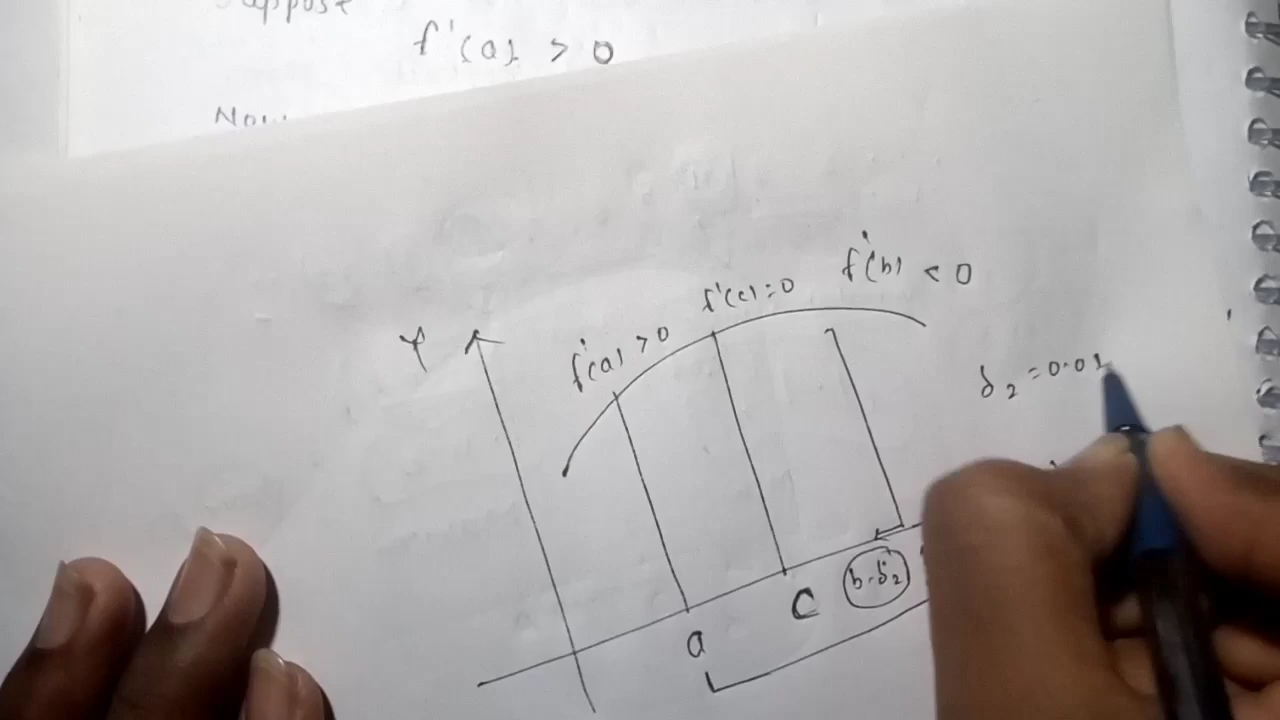 f'(a) > 0
f'(b) < 0
f'(c) = 0
f'(a) > 0
Y
δ₂ = 0.01
b-δ₂
C
a